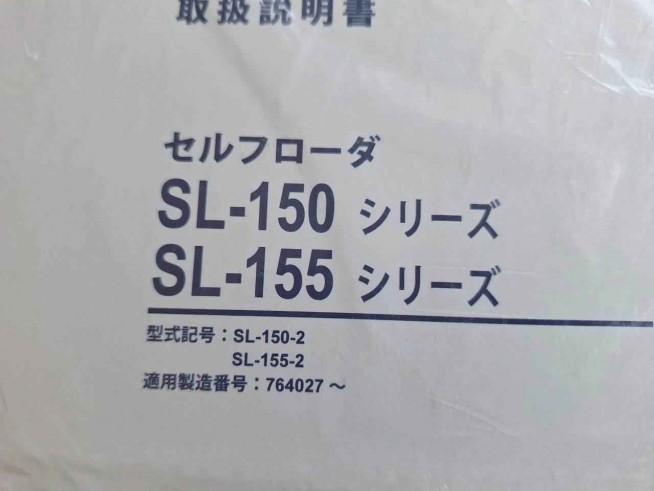 取扱説明書
セルフローダ
SL-150 シリーズ
SL-155 シリーズ
型式記号：SL-150-2
SL-155-2
適用製造番号：764027 ～